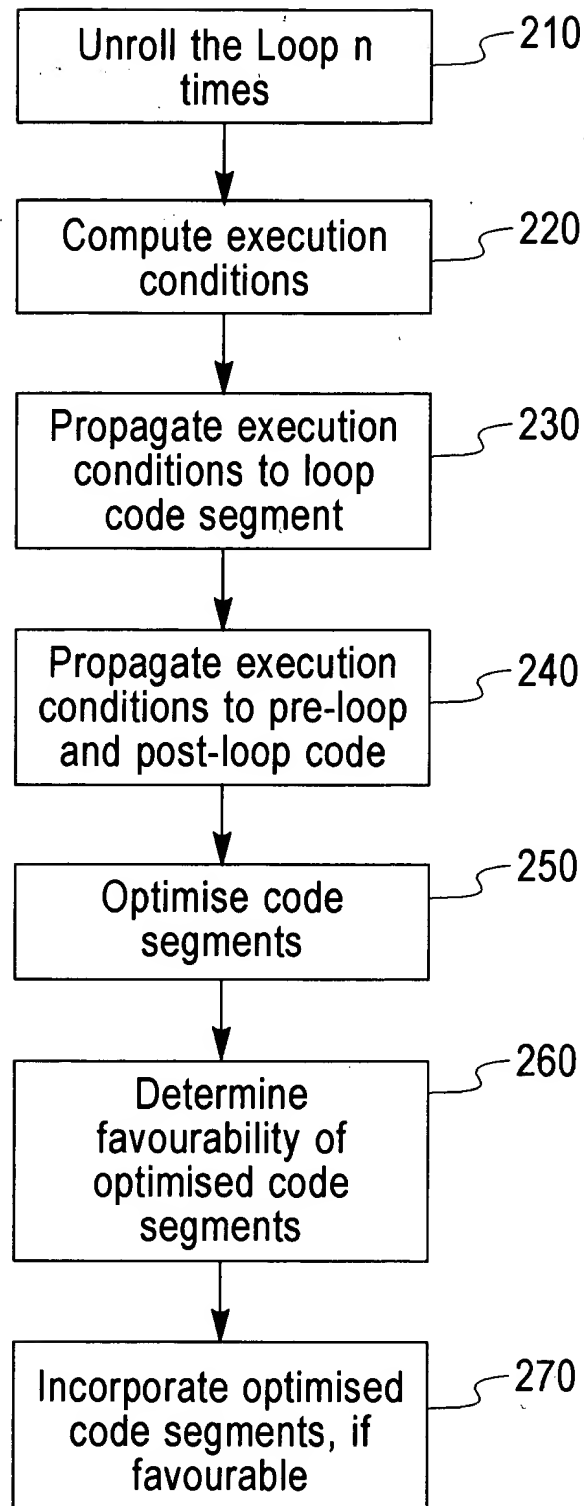 Unroll the Loop n
times
210
Compute execution
conditions
220
Propagate execution
conditions to loop
code segment
230
Propagate execution
conditions to pre-loop
and post-loop code
240
Optimise code
segments
250
Determine
favourability of
optimised code
segments
260
Incorporate optimised
code segments, if
favourable
270